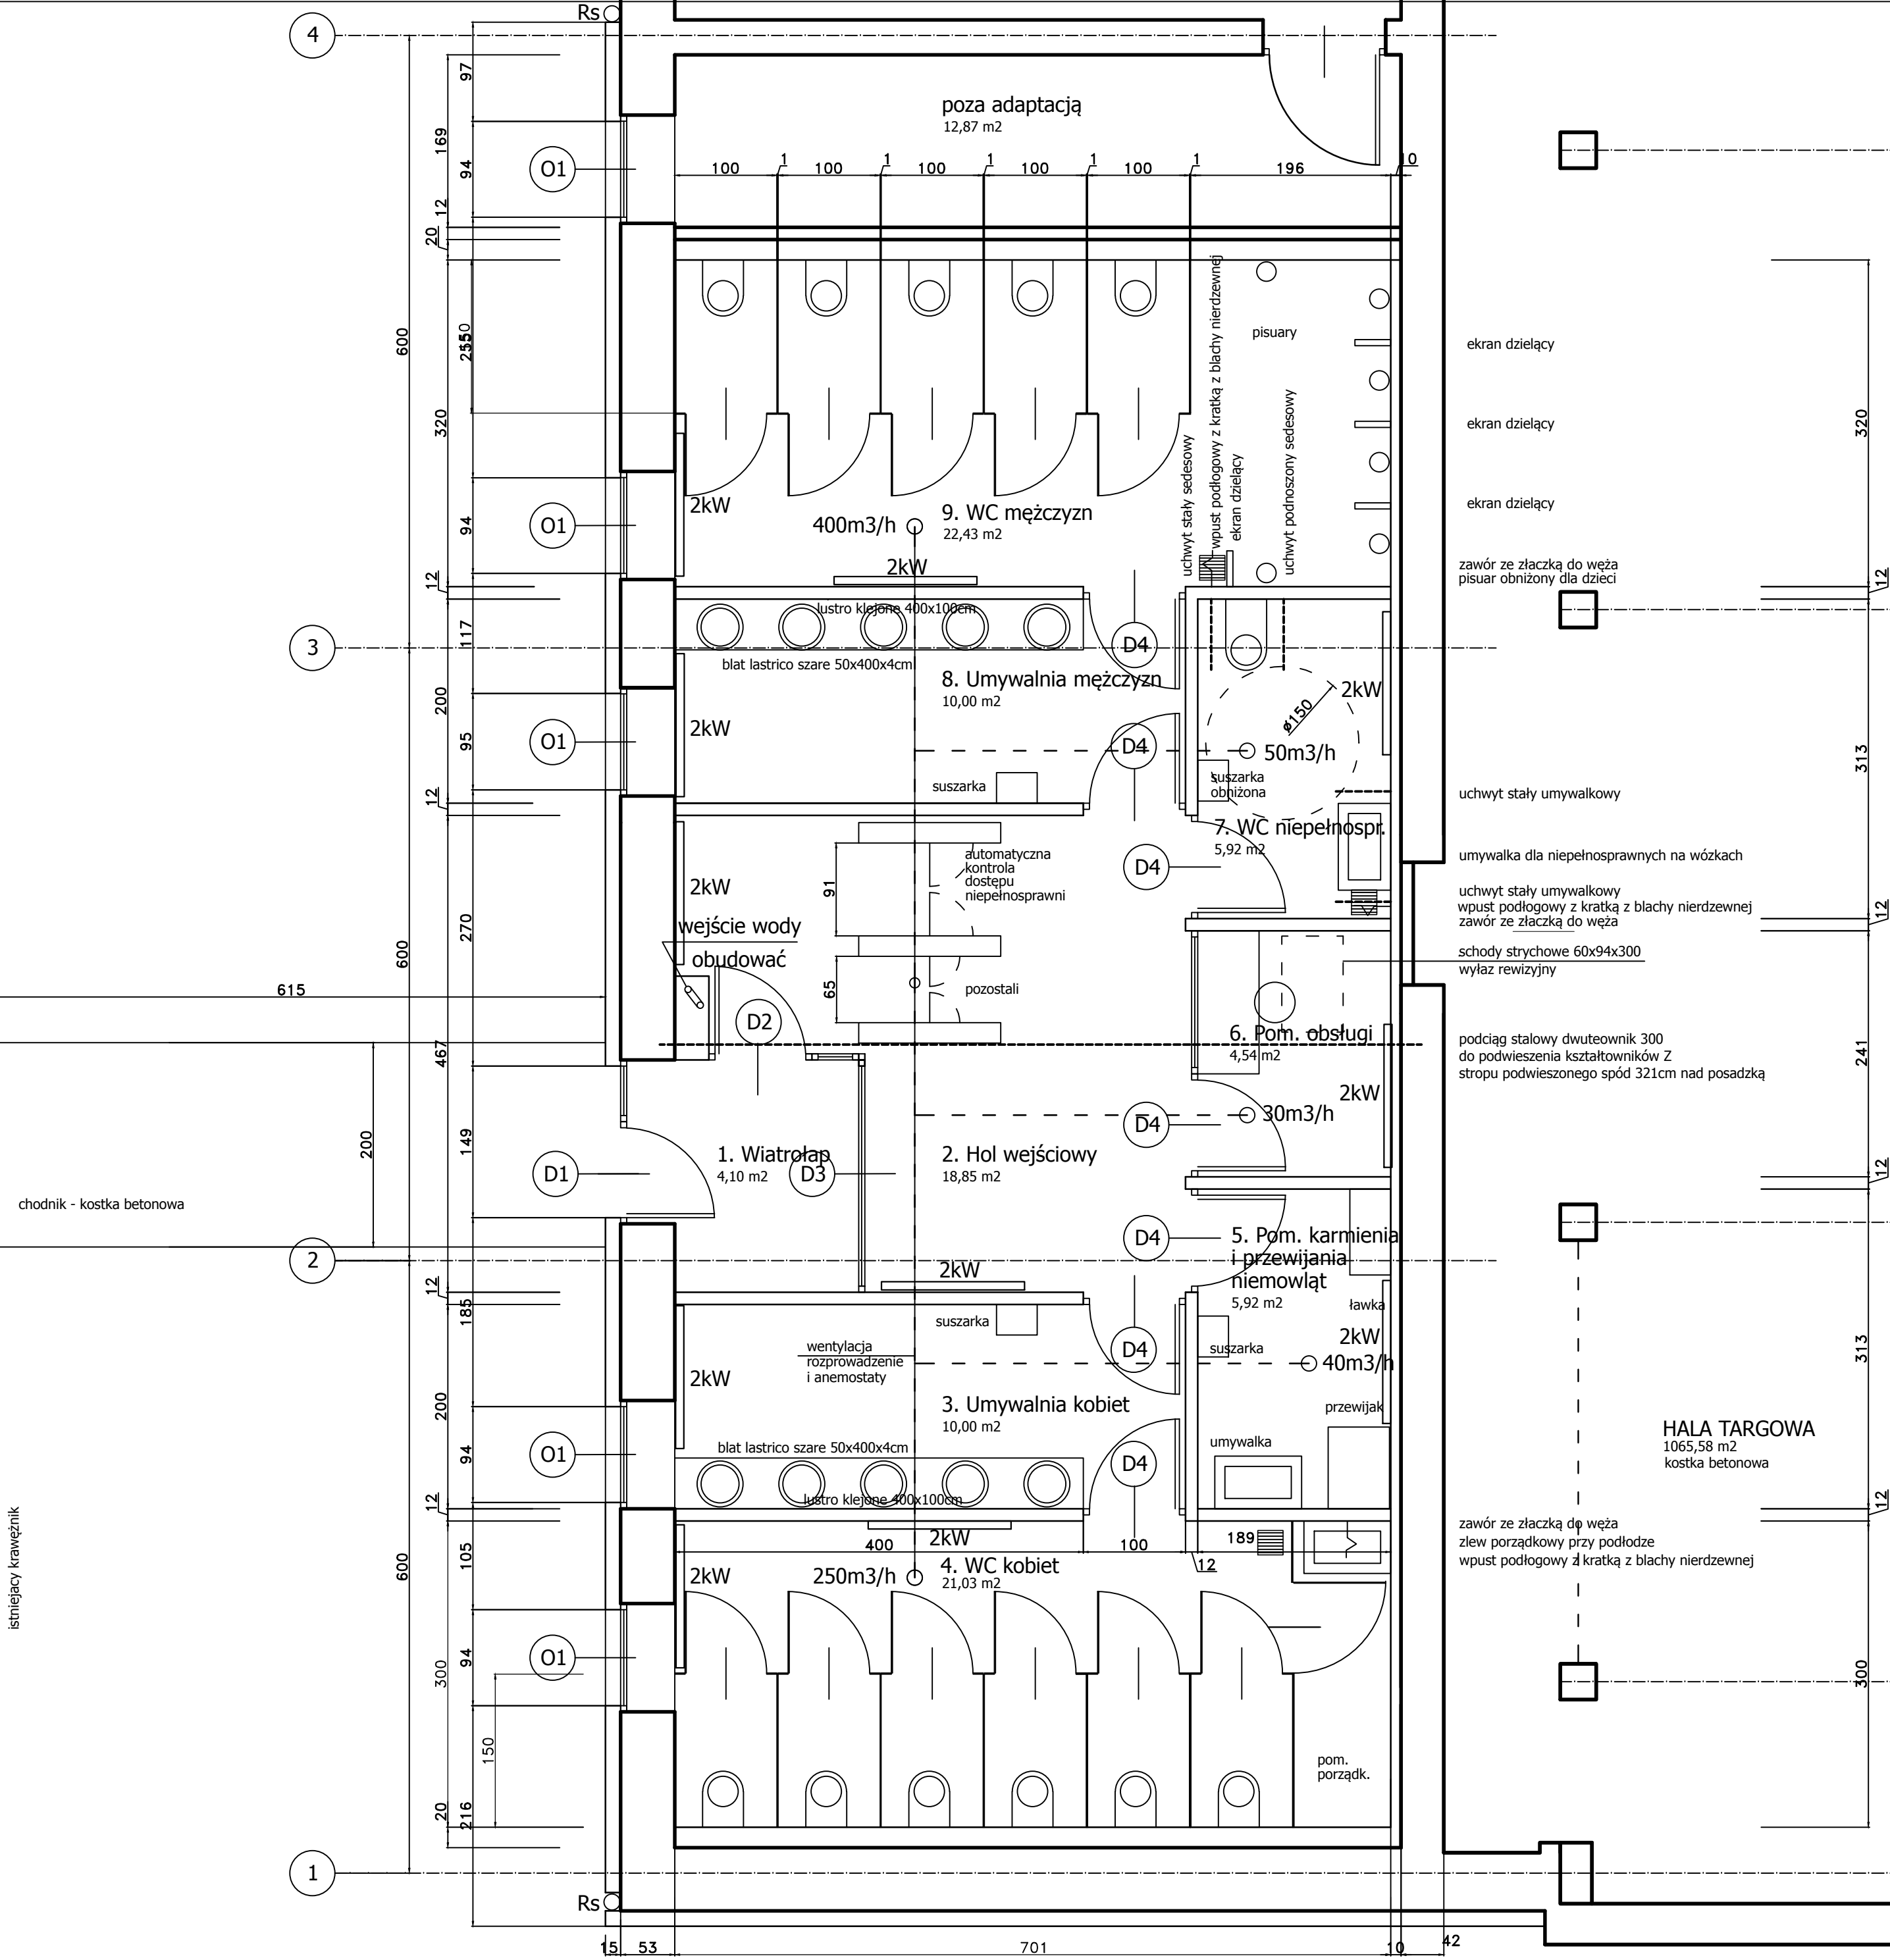 Rs
4
97
poza adaptacją
12,87 m2
169
94
O1
100
1
100
1
100
1
100
1
100
1
196
10
12
20
wpust podłogowy z kratką z blachy nierdzewnej
pisuary
600
320
ekran dzielący
320
uchwyt podnoszony sedesowy
ekran dzielący
uchwyt stały sedesowy
ekran dzielący
2kW
94
O1
400m3/h
9. WC mężczyzn
22,43 m2
ekran dzielący
2kW
12
zawór ze złaczką do węża
pisuar obniżony dla dzieci
12
lustro klejone 400x100cm
117
3
D4
blat lastrico szare 50x400x4cm
8. Umywalnia mężczyzn
10,00 m2
2kW
ø150
200
95
O1
2kW
D4
50m3/h
313
suszarka
suszarka
obniżona
12
uchwyt stały umywalkowy
7. WC niepełnospr.
5,92 m2
automatyczna
kontrola
dostępu
niepełnosprawni
91
2kW
D4
umywalka dla niepełnosprawnych na wózkach
uchwyt stały umywalkowy
wpust podłogowy z kratką z blachy nierdzewnej
zawór ze złaczką do węża
12
270
wejście wody
obudować
600
schody strychowe 60x94x300
wyłaz rewizyjny
615
65
pozostali
D2
6. Pom. obsługi
4,54 m2
467
podciąg stalowy dwuteownik 300
do podwieszenia kształtowników Z
stropu podwieszonego spód 321cm nad posadzką
241
2kW
30m3/h
D4
200
149
1. Wiatrołap
4,10 m2
D1
D3
2. Hol wejściowy
18,85 m2
12
chodnik - kostka betonowa
D4
5. Pom. karmienia
i przewijania
niemowląt
5,92 m2
2
2kW
12
185
ławka
suszarka
wentylacja
rozprowadzenie
i anemostaty
D4
suszarka
2kW
40m3/h
313
2kW
200
3. Umywalnia kobiet
10,00 m2
przewijak
HALA TARGOWA
1065,58 m2
kostka betonowa
94
O1
blat lastrico szare 50x400x4cm
D4
umywalka
lustro klejone 400x100cm
12
12
istniejacy krawężnik
zawór ze złaczką do węża
zlew porządkowy przy podłodze
wpust podłogowy z kratką z blachy nierdzewnej
2kW
400
100
189
12
600
105
2kW
250m3/h
4. WC kobiet
21,03 m2
300
94
O1
300
150
pom.
porządk.
20
216
1
Rs
15
53
701
10
42